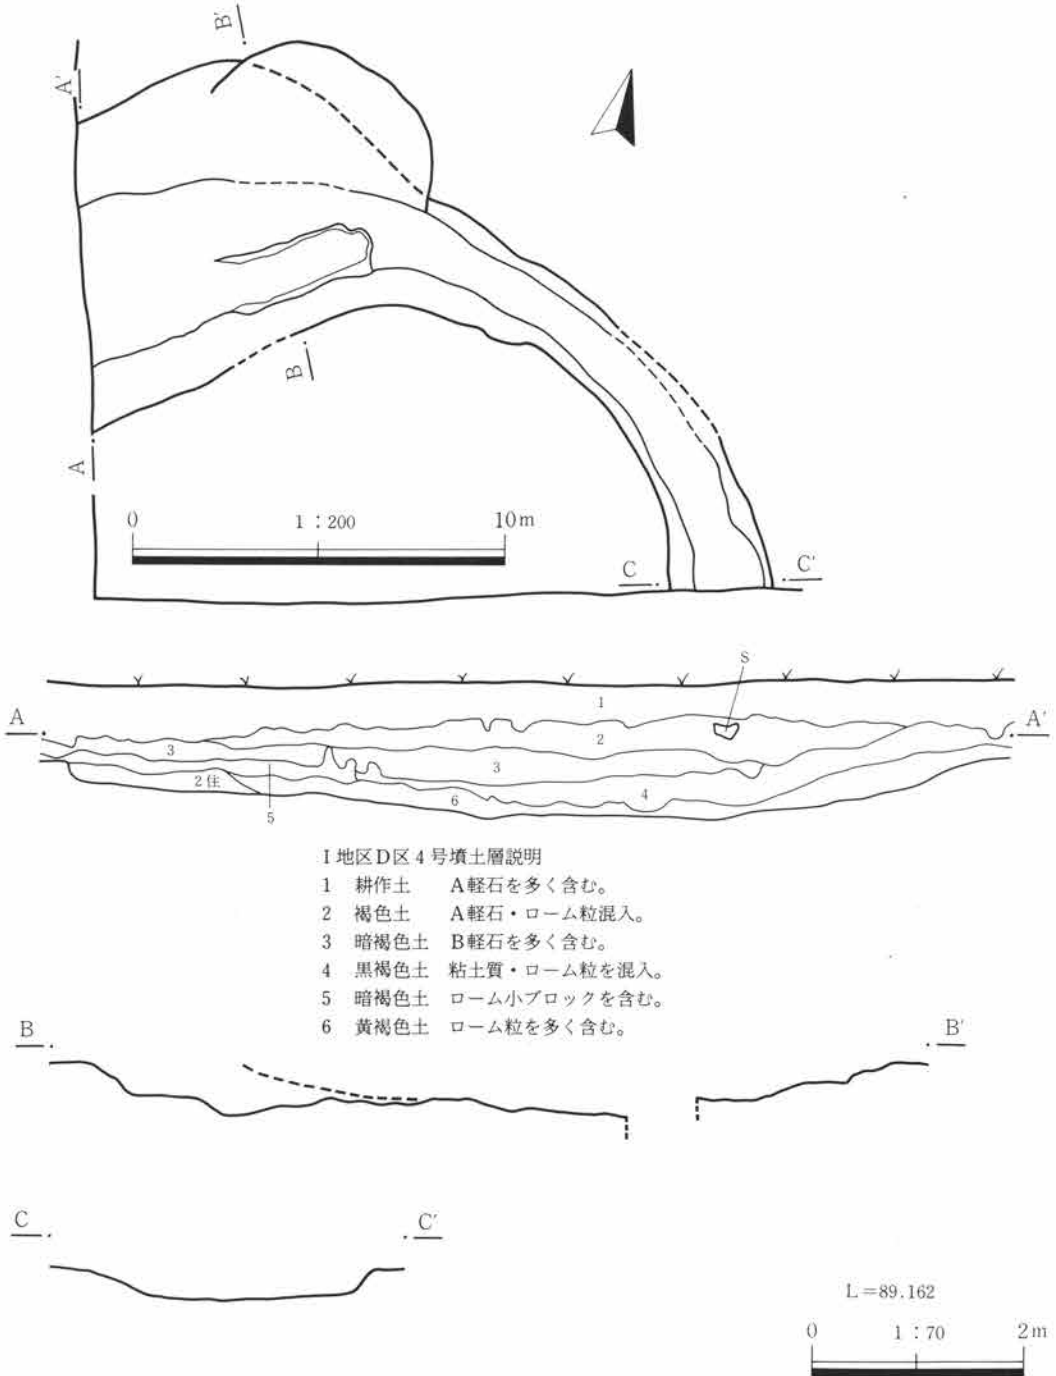 B′
A′
B
A
0 1：200 10m
C C′
S
A A′
1
2
3
3
2住
6
4
5
I地区D区4号墳土層説明
1 耕作土 A軽石を多く含む。
2 褐色土 A軽石・ローム粒混入。
3 暗褐色土 B軽石を多く含む。
4 黒褐色土 粘土質・ローム粒を混入。
5 暗褐色土 ローム小ブロックを含む。
6 黄褐色土 ローム粒を多く含む。
B B′
C C′
L=89.162
0 1：70 2m